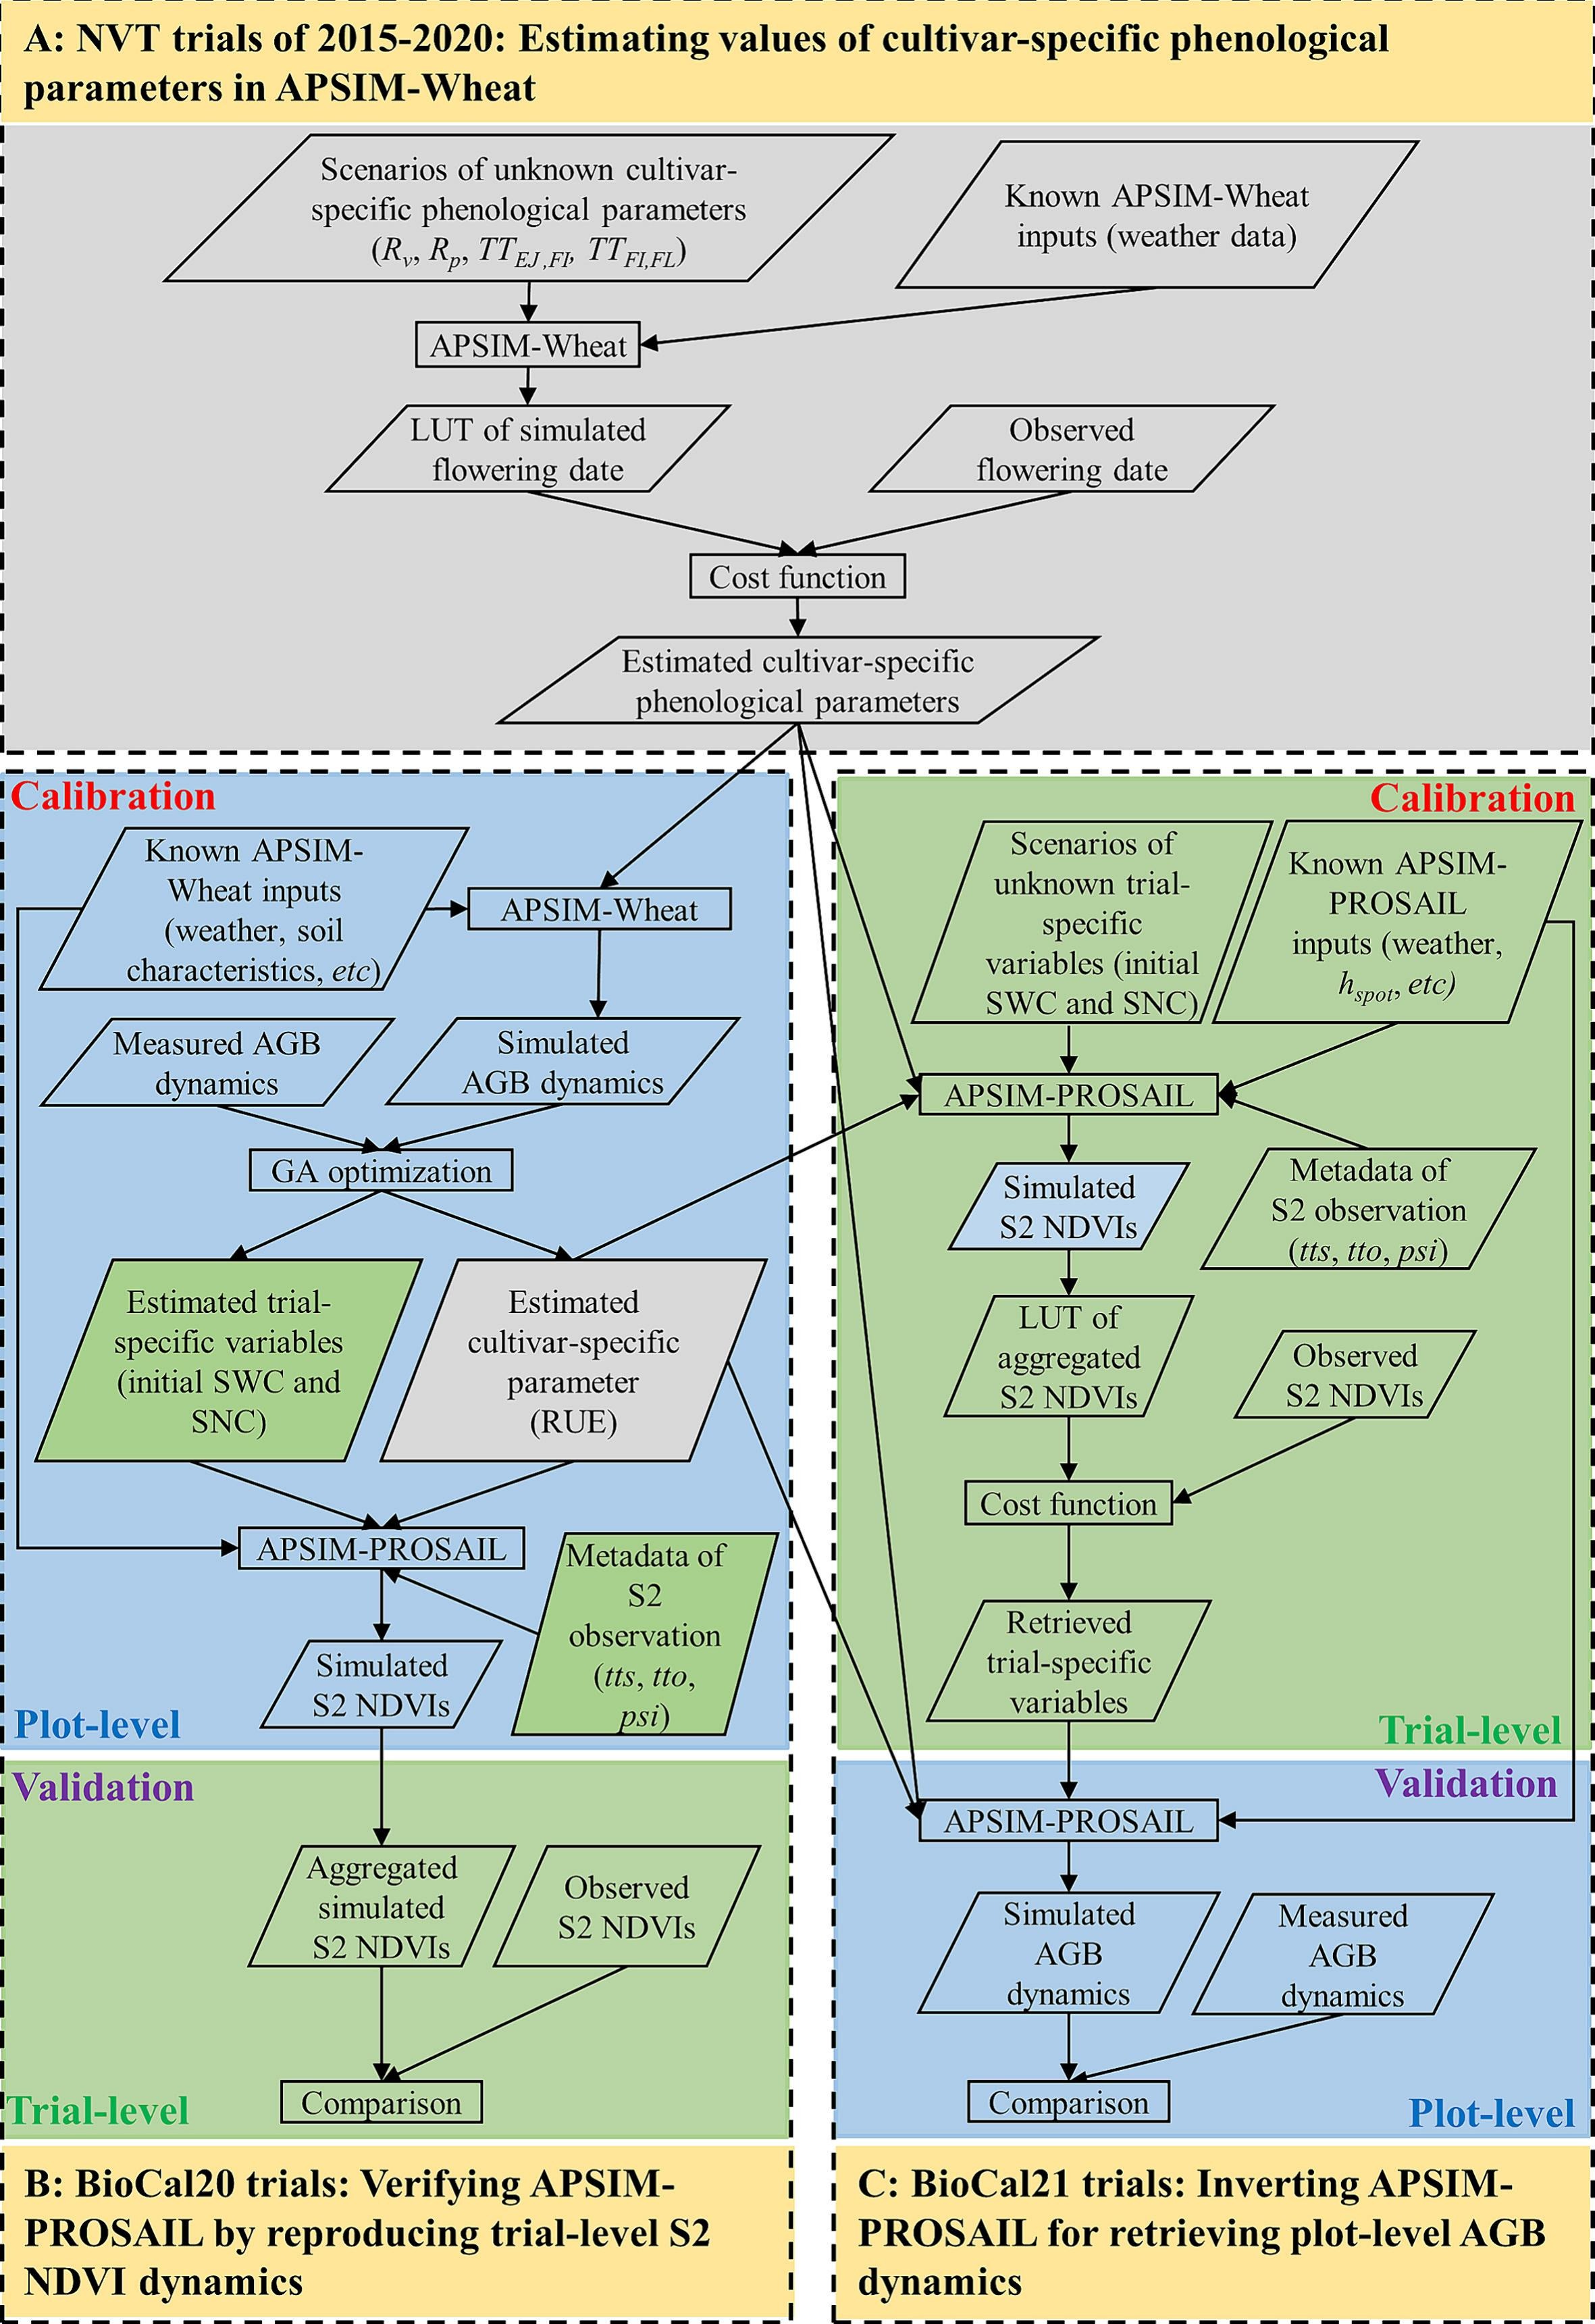 A: NVT trials of 2015-2020: Estimating values of cultivar-specific phenological
parameters in APSIM-Wheat
Scenarios of unknown cultivar-
specific phenological parameters
(Rv, Rp, TTEJ,FI, TTFI,FL)
Known APSIM-Wheat
inputs (weather data)
APSIM-Wheat
LUT of simulated
flowering date
Observed
flowering date
Cost function
Estimated cultivar-specific
phenological parameters
Calibration
Known APSIM-
Wheat inputs
(weather, soil
characteristics, etc)
APSIM-Wheat
Measured AGB
dynamics
Simulated
AGB dynamics
GA optimization
Estimated trial-
specific variables
(initial SWC and
SNC)
Estimated
cultivar-specific
parameter
(RUE)
APSIM-PROSAIL
Metadata of
S2
observation
(tts, tto,
psi)
Simulated
S2 NDVIs
Plot-level
Validation
Aggregated
simulated
S2 NDVIs
Observed
S2 NDVIs
Comparison
Trial-level
B: BioCal20 trials: Verifying APSIM-
PROSAIL by reproducing trial-level S2
NDVI dynamics
Calibration
Scenarios of
unknown trial-
specific
variables (initial
SWC and SNC)
Known APSIM-
PROSAIL
inputs (weather,
hspot, etc)
APSIM-PROSAIL
Simulated
S2 NDVIs
Metadata of
S2 observation
(tts, tto, psi)
LUT of
aggregated
S2 NDVIs
Observed
S2 NDVIs
Cost function
Retrieved
trial-specific
variables
Trial-level
Validation
APSIM-PROSAIL
Simulated
AGB
dynamics
Measured
AGB
dynamics
Comparison
Plot-level
C: BioCal21 trials: Inverting APSIM-
PROSAIL for retrieving plot-level AGB
dynamics